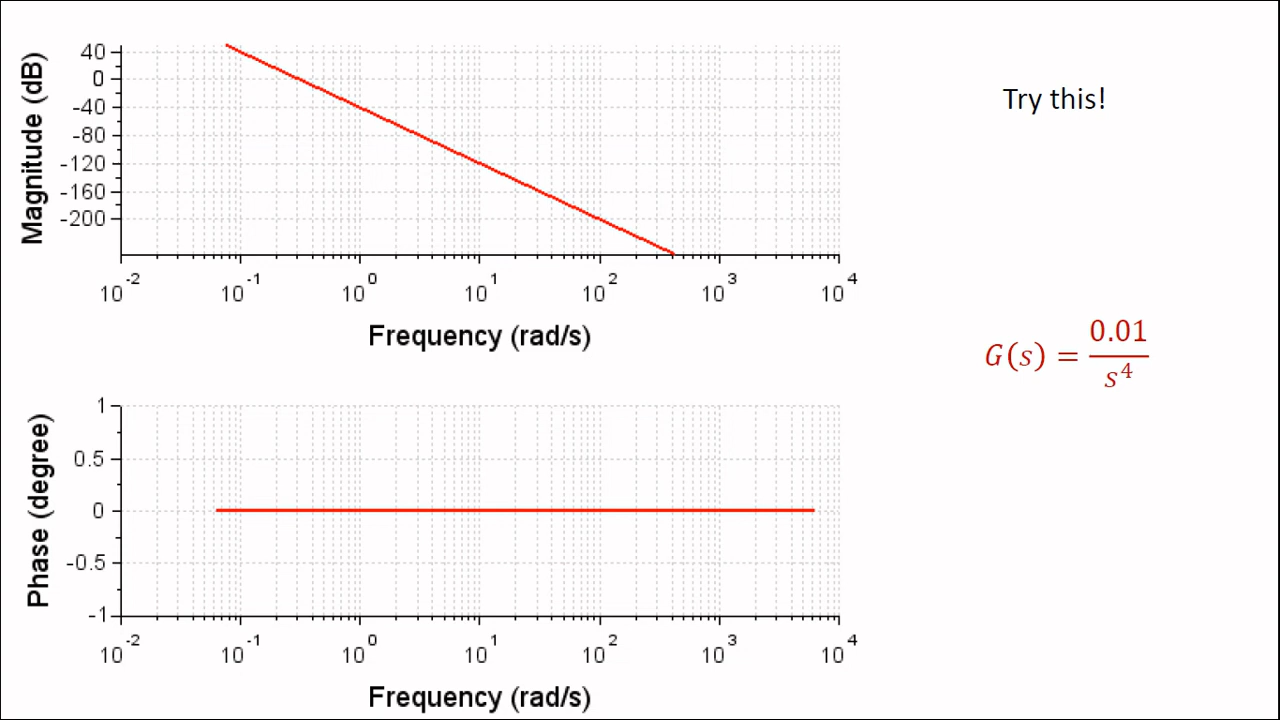 Try this!
Magnitude (dB)
40
0
-40
-80
-120
-160
-200
10^-2 10^-1 10^0 10^1 10^2 10^3 10^4
Frequency (rad/s)
G(s) = 0.01/s^4
Phase (degree)
1
0.5
0
-0.5
-1
10^-2 10^-1 10^0 10^1 10^2 10^3 10^4
Frequency (rad/s)